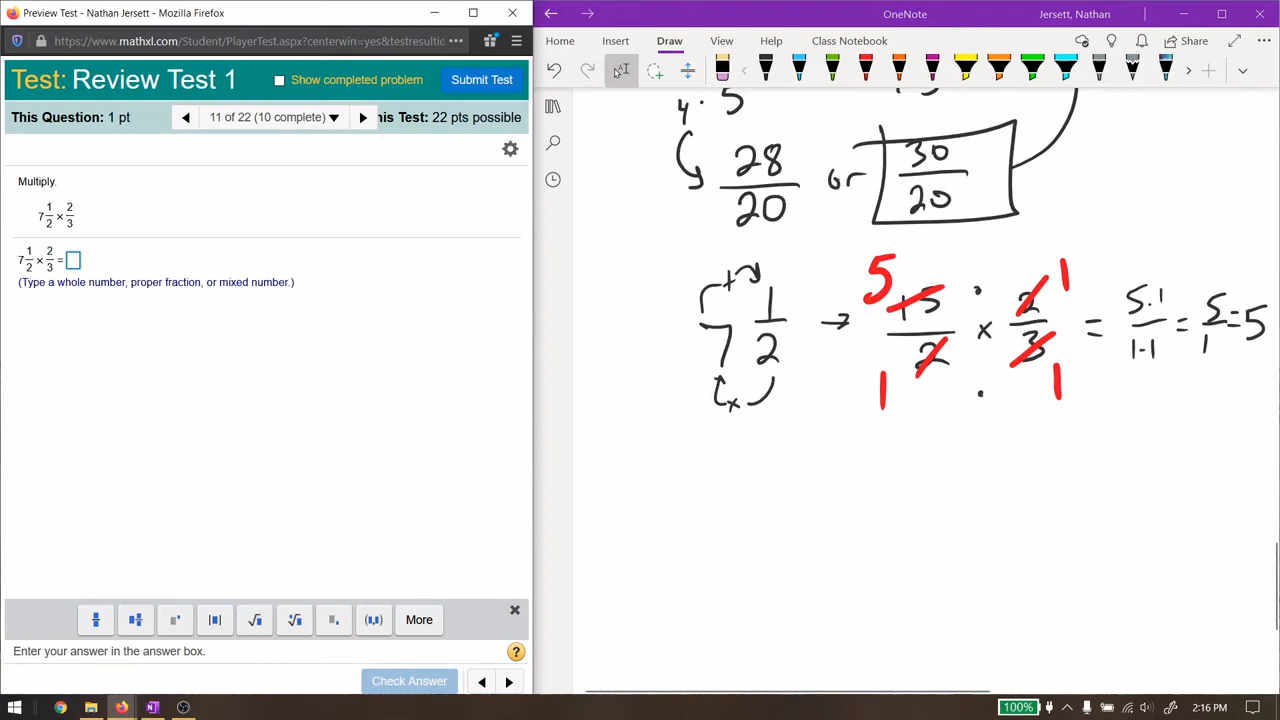 Preview Test - Nathan Jersett - Mozilla Firefox
https://www.mathxl.com/Student/PlayerTest.aspx?centerwin=yes&testresultid
Test: Review Test 1
Show completed problem
Submit Test
This Question: 1 pt
11 of 22 (10 complete)
his Test: 22 pts possible
Multiply.
7 1/2 × 2/3
7 1/2 × 2/3 =
(Type a whole number, proper fraction, or mixed number.)
More
Enter your answer in the answer box.
?
Check Answer
OneNote
Jersett, Nathan
Home
Insert
Draw
View
Help
Class Notebook
Share
4 · 5
28/20 or 30/20
7 1/2 → 15/2 × 2/3 = 5·1/1·1 = 5/1 = 5
+
x
5 1
1 1
100%
2:16 PM